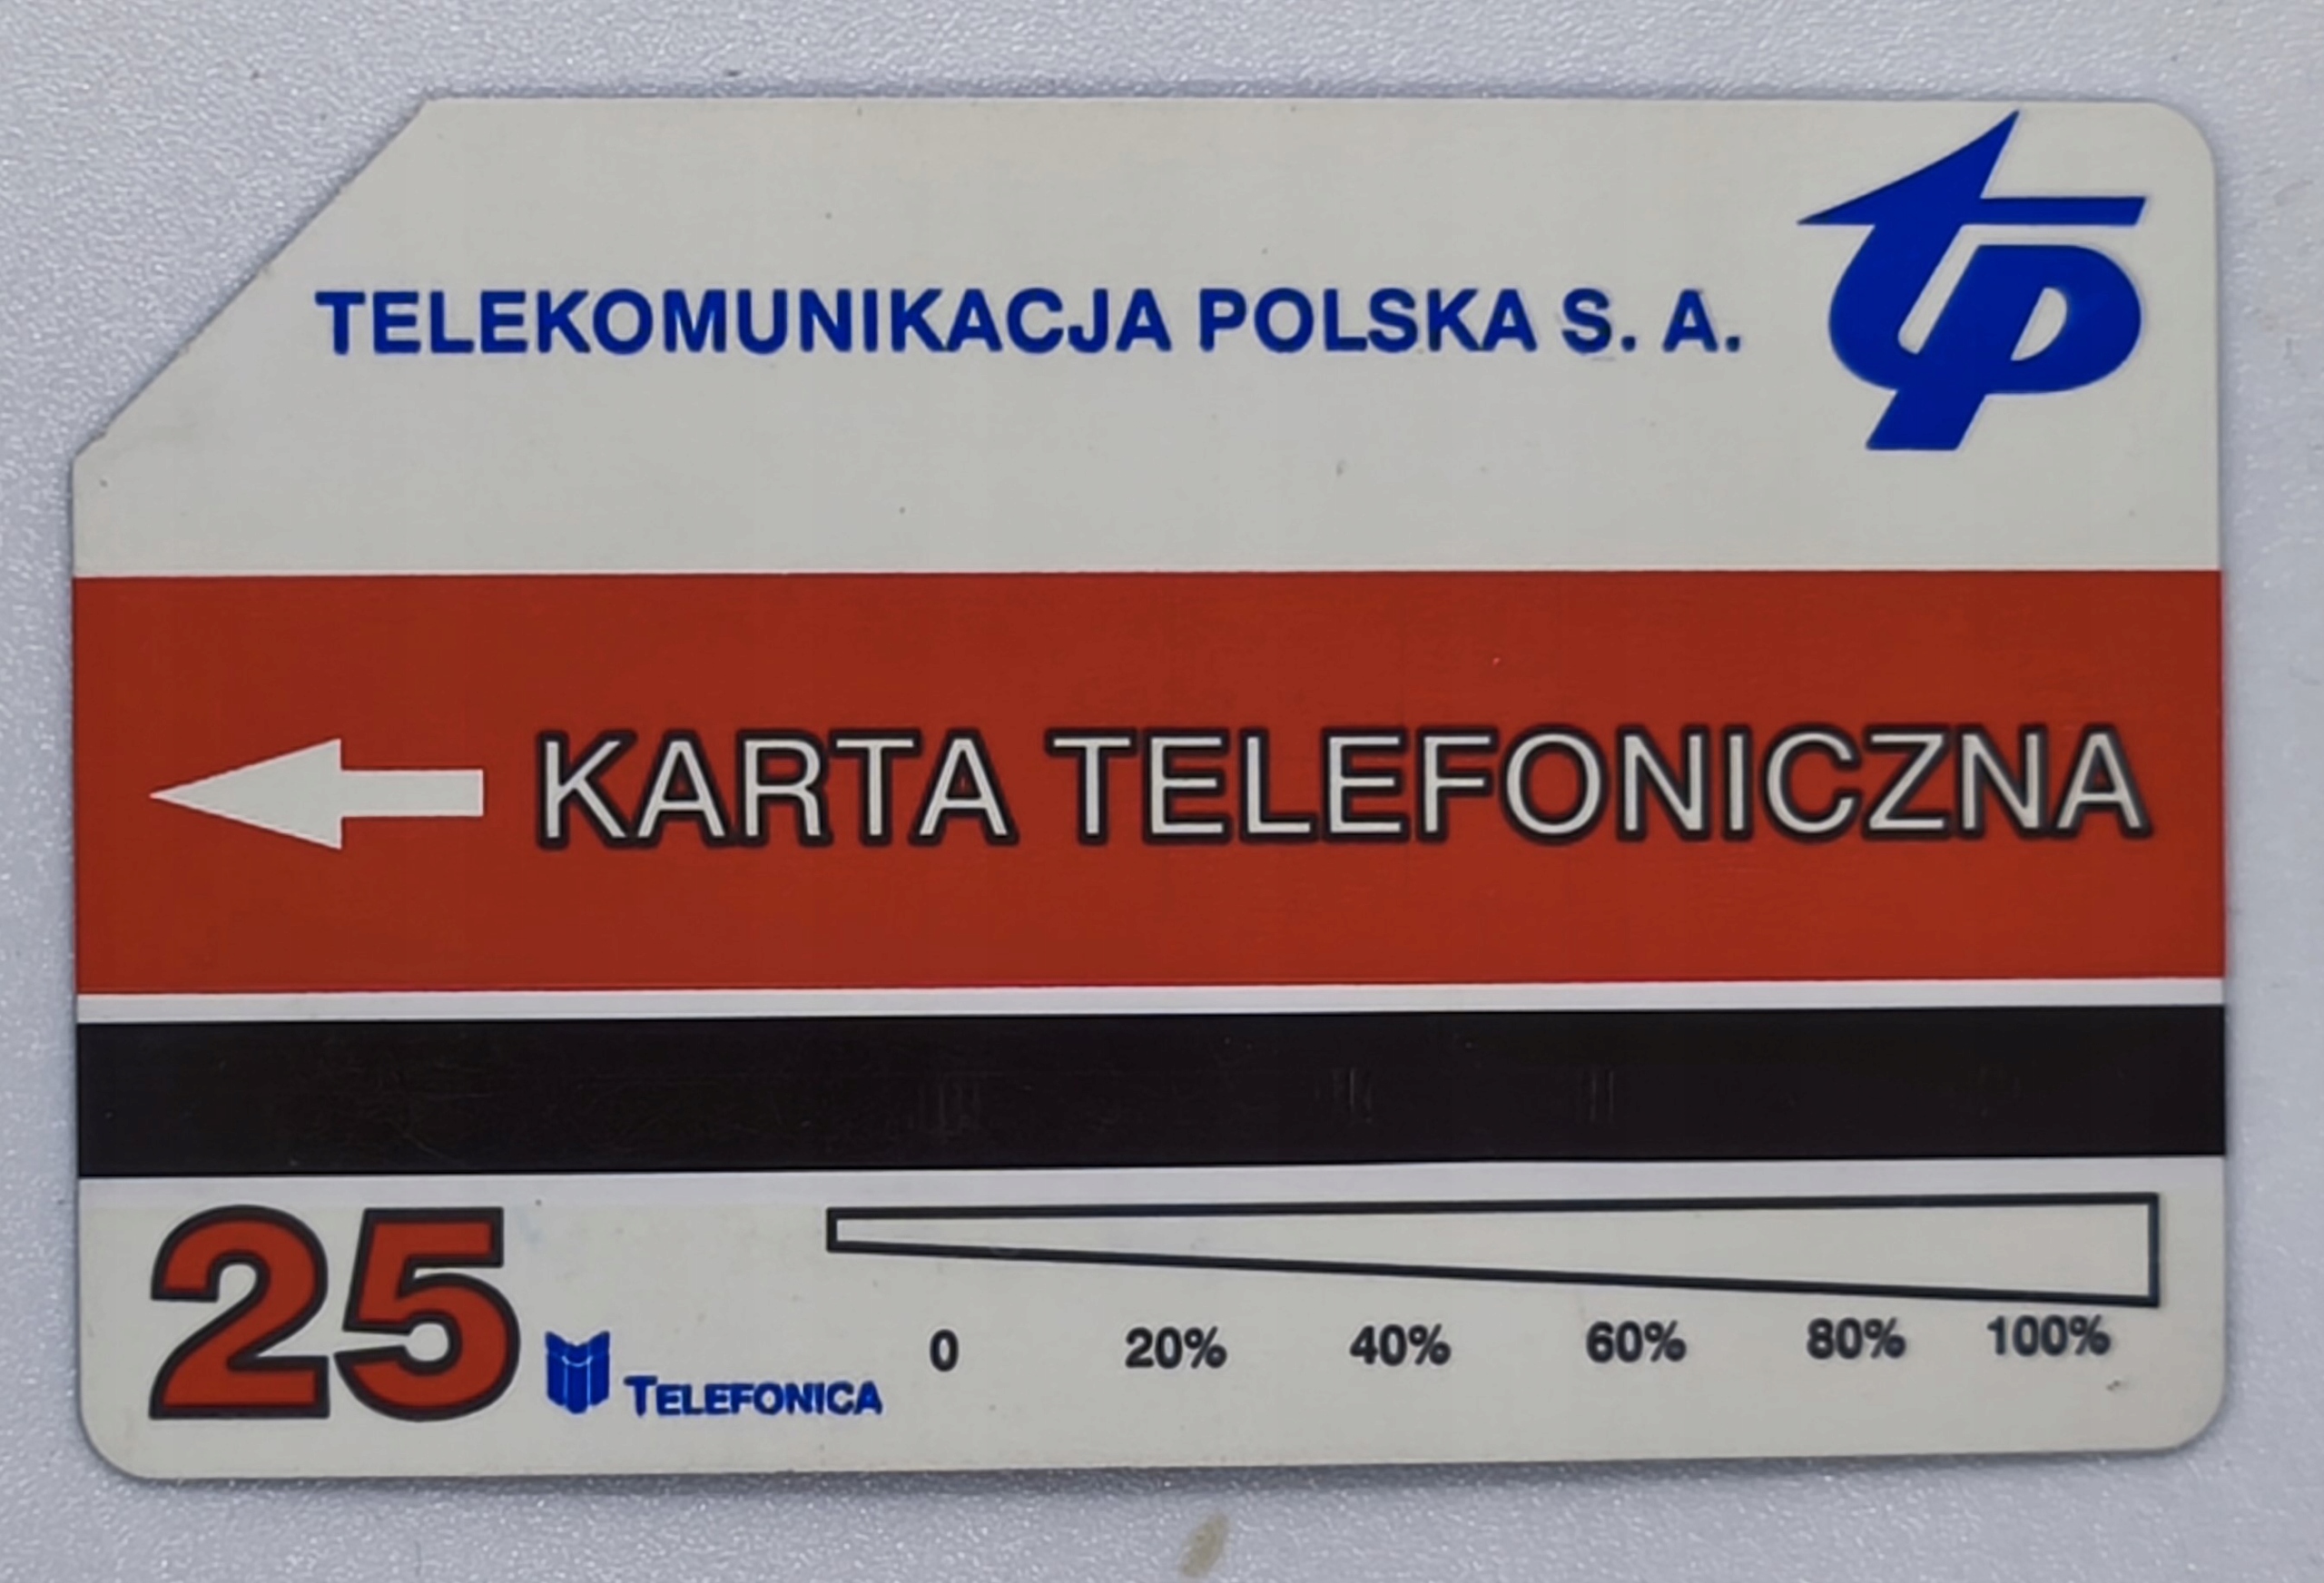 TELEKOMUNIKACJA POLSKA S. A.
tp
KARTA TELEFONICZNA
25
TELEFONICA
0 20% 40% 60% 80% 100%